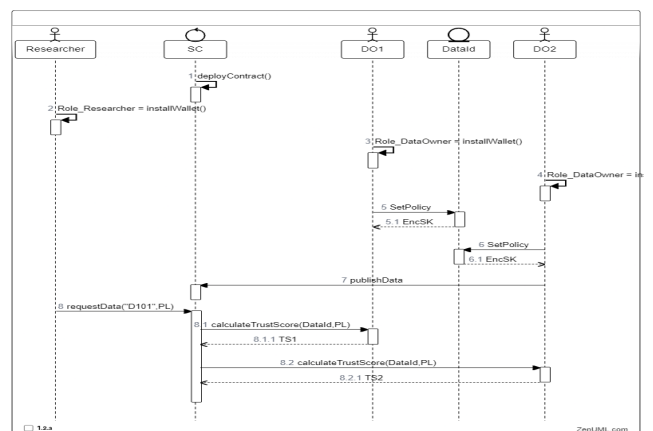 Researcher
SC
DO1
DataId
DO2
1 deployContract()
2 Role_Researcher = installWallet()
3 Role_DataOwner = installWallet()
4 Role_DataOwner = in
5 SetPolicy
5.1 EncSK
6 SetPolicy
6.1 EncSK
7 publishData
8 requestData("D101",PL)
8.1 calculateTrustScore(DataId,PL)
8.1.1 TS1
8.2 calculateTrustScore(DataId,PL)
8.2.1 TS2
ZenUML.com